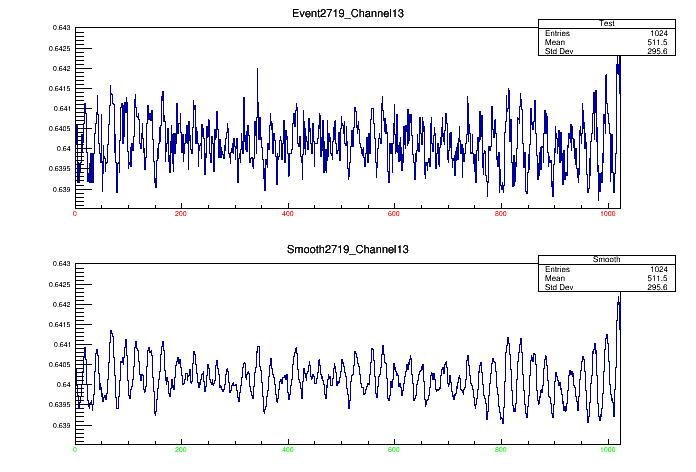 Event2719_Channel13
Test
Entries 1024
Mean 511.5
Std Dev 295.6
0.643
0.6425
0.642
0.6415
0.641
0.6405
0.64
0.6395
0.639
0 200 400 600 800 1000
Smooth2719_Channel13
Smooth
Entries 1024
Mean 511.5
Std Dev 295.6
0.643
0.6425
0.642
0.6415
0.641
0.6405
0.64
0.6395
0.639
0 200 400 600 800 1000